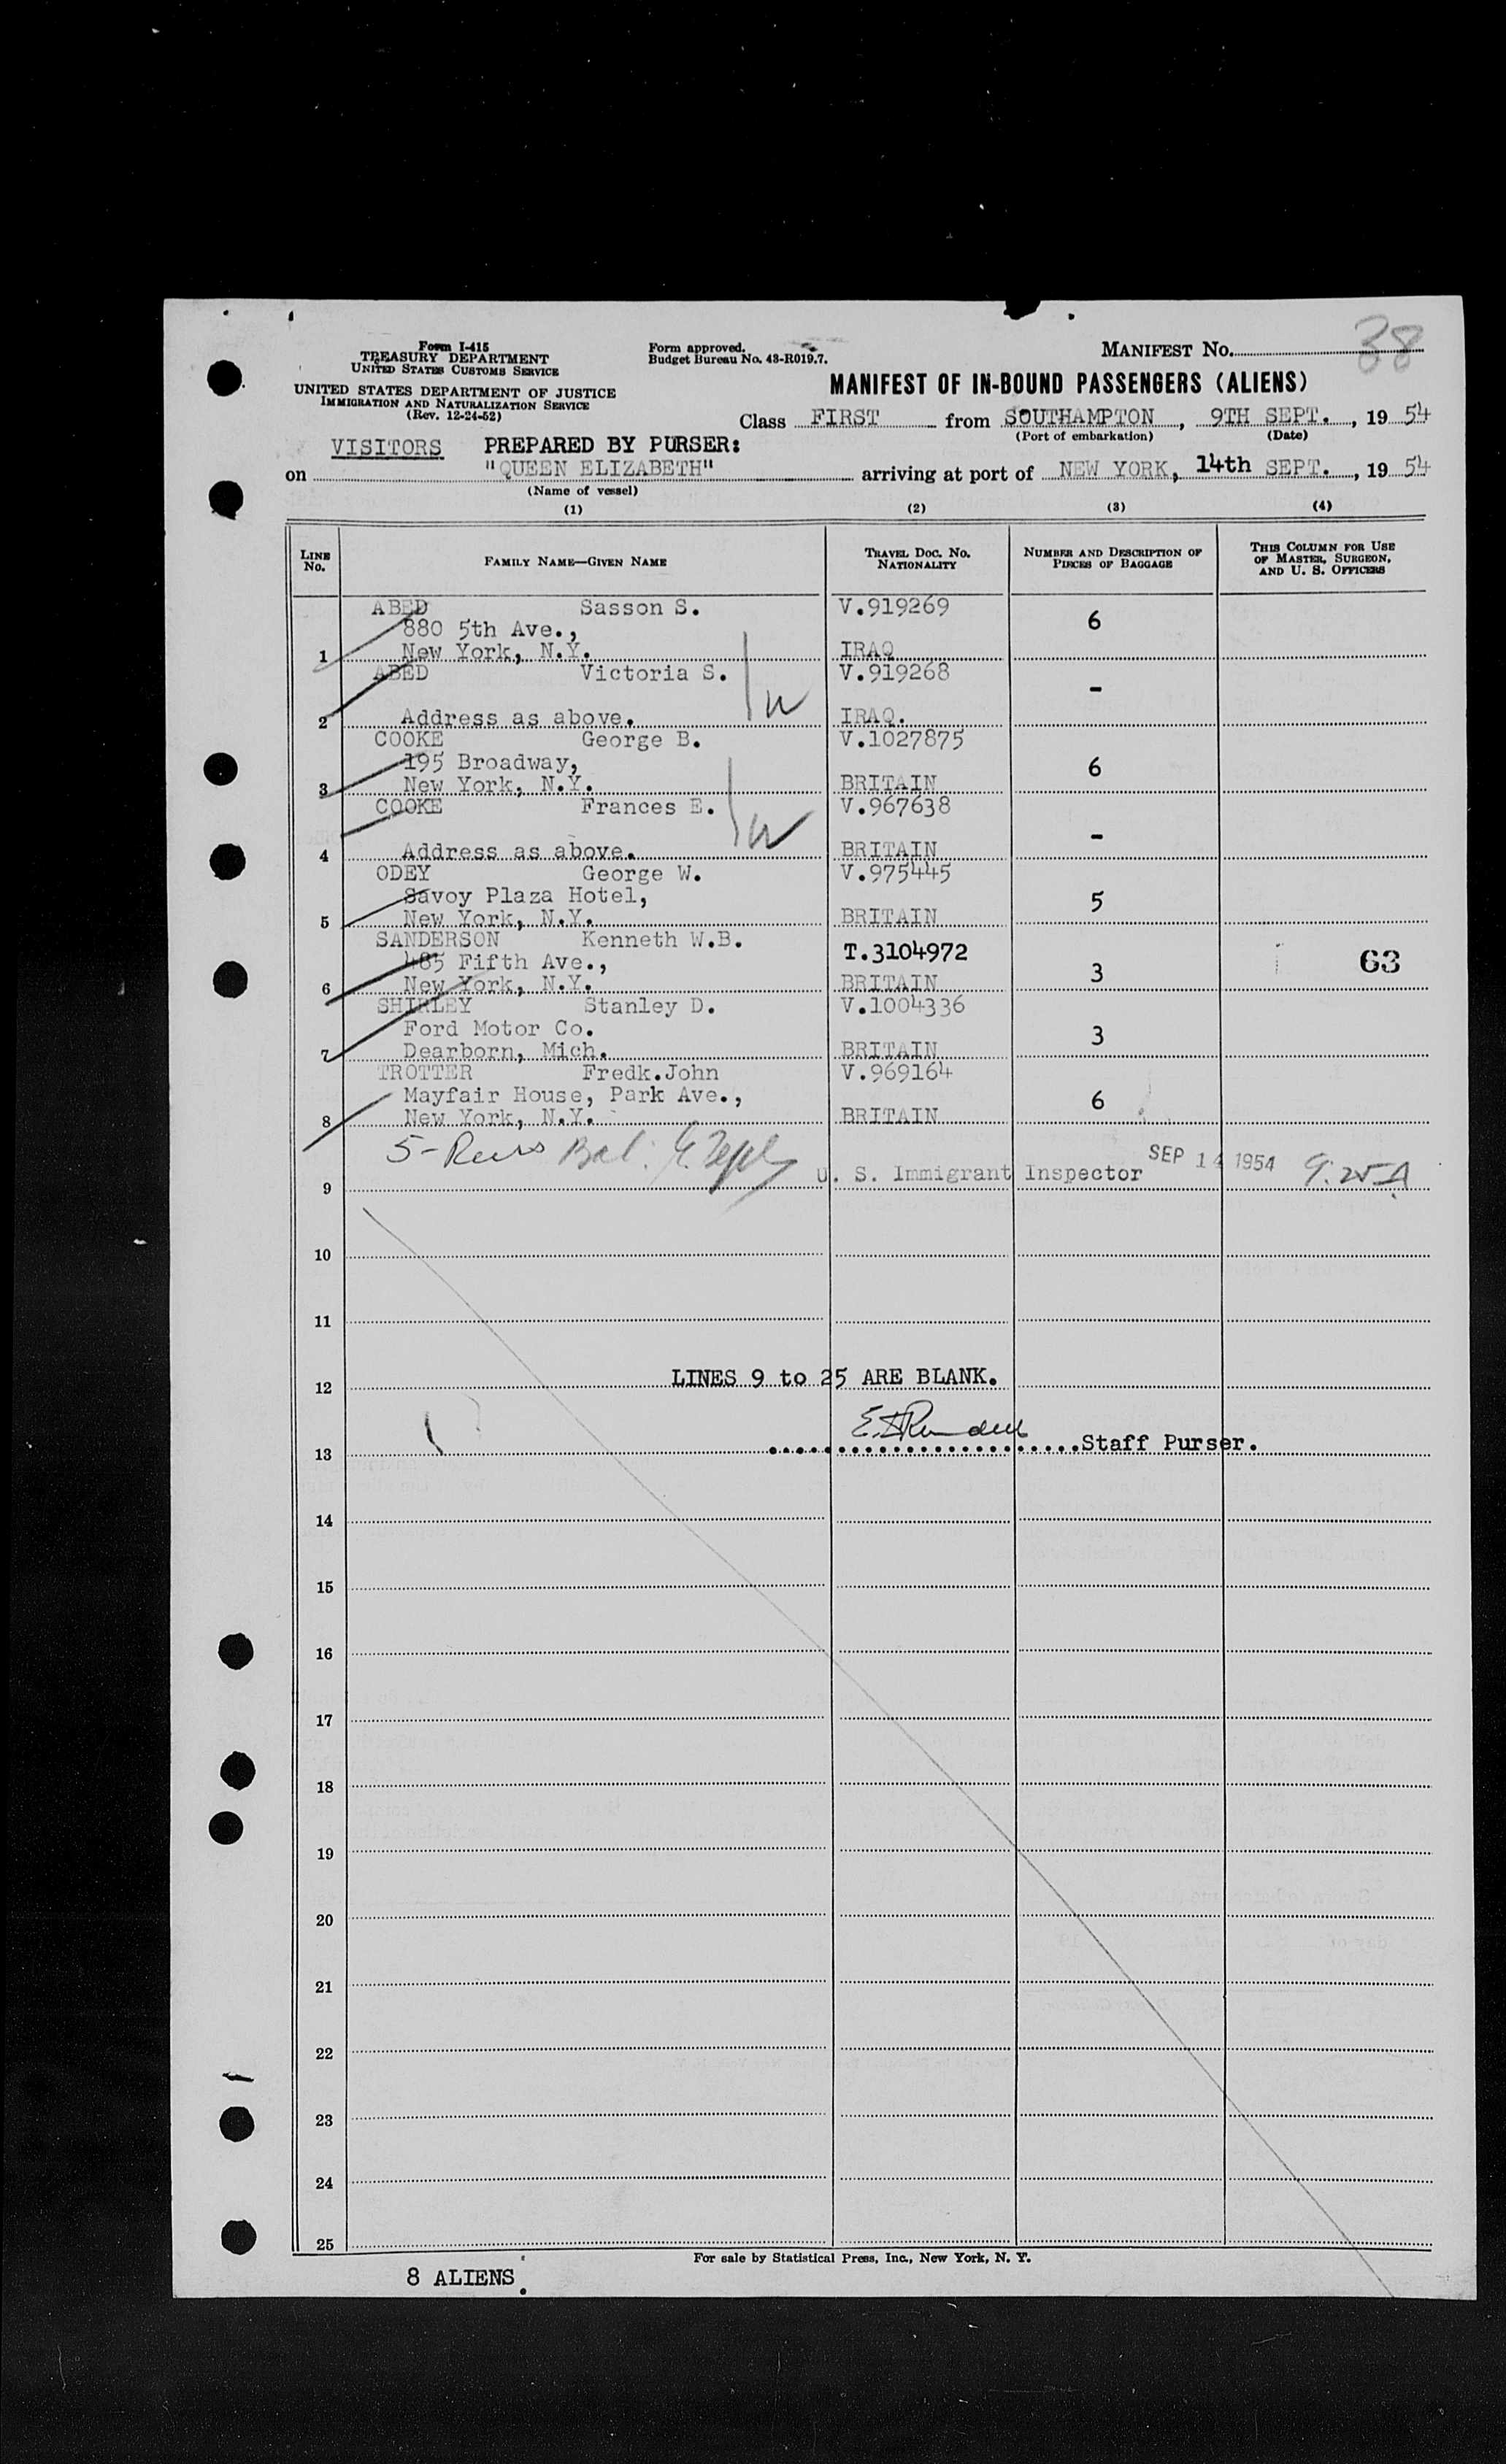 Form I-415
TREASURY DEPARTMENT
UNITED STATES CUSTOMS SERVICE
UNITED STATES DEPARTMENT OF JUSTICE
IMMIGRATION AND NATURALIZATION SERVICE
(Rev. 12-24-52)
Form approved.
Budget Bureau No. 43-R019.7.
MANIFEST No. 38
MANIFEST OF IN-BOUND PASSENGERS (ALIENS)
Class FIRST from SOUTHAMPTON, 9TH SEPT., 19 54
(Port of embarkation) (Date)
VISITORS PREPARED BY PURSER:
on "QUEEN ELIZABETH" arriving at port of NEW YORK, 14th SEPT., 19 54
(Name of vessel)
(1) (2) (3) (4)
LINE No. FAMILY NAME—GIVEN NAME TRAVEL DOC. NO. NATIONALITY NUMBER AND DESCRIPTION OF PIECES OF BAGGAGE THIS COLUMN FOR USE OF MASTER, SURGEON, AND U. S. OFFICERS
ABED Sasson S. V.919269
880 5th Ave., 6
1 New York, N.Y. IRAQ
ABED Victoria S. V.919268
-
2 Address as above. IRAQ.
COOKE George B. V.1027875
195 Broadway, 6
3 New York, N.Y. BRITAIN
COOKE Frances E. V.967638
-
4 Address as above. BRITAIN
ODEY George W. V.975445
Savoy Plaza Hotel, 5
5 New York, N.Y. BRITAIN
SANDERSON Kenneth W.B. T.3104972
485 Fifth Ave., 3 63
6 New York, N.Y. BRITAIN
SHIRLEY Stanley D. V.1004336
Ford Motor Co. 3
7 Dearborn, Mich. BRITAIN
TROTTER Fredk.John V.969164
Mayfair House, Park Ave., 6
8 New York, N.Y. BRITAIN
5-
9 U. S. Immigrant Inspector SEP 14 1954 9:25A
10
11
12 LINES 9 to 25 ARE BLANK.
13 Staff Purser.
14
15
16
17
18
19
20
21
22
23
24
25
For sale by Statistical Press, Inc., New York, N. Y.
8 ALIENS.